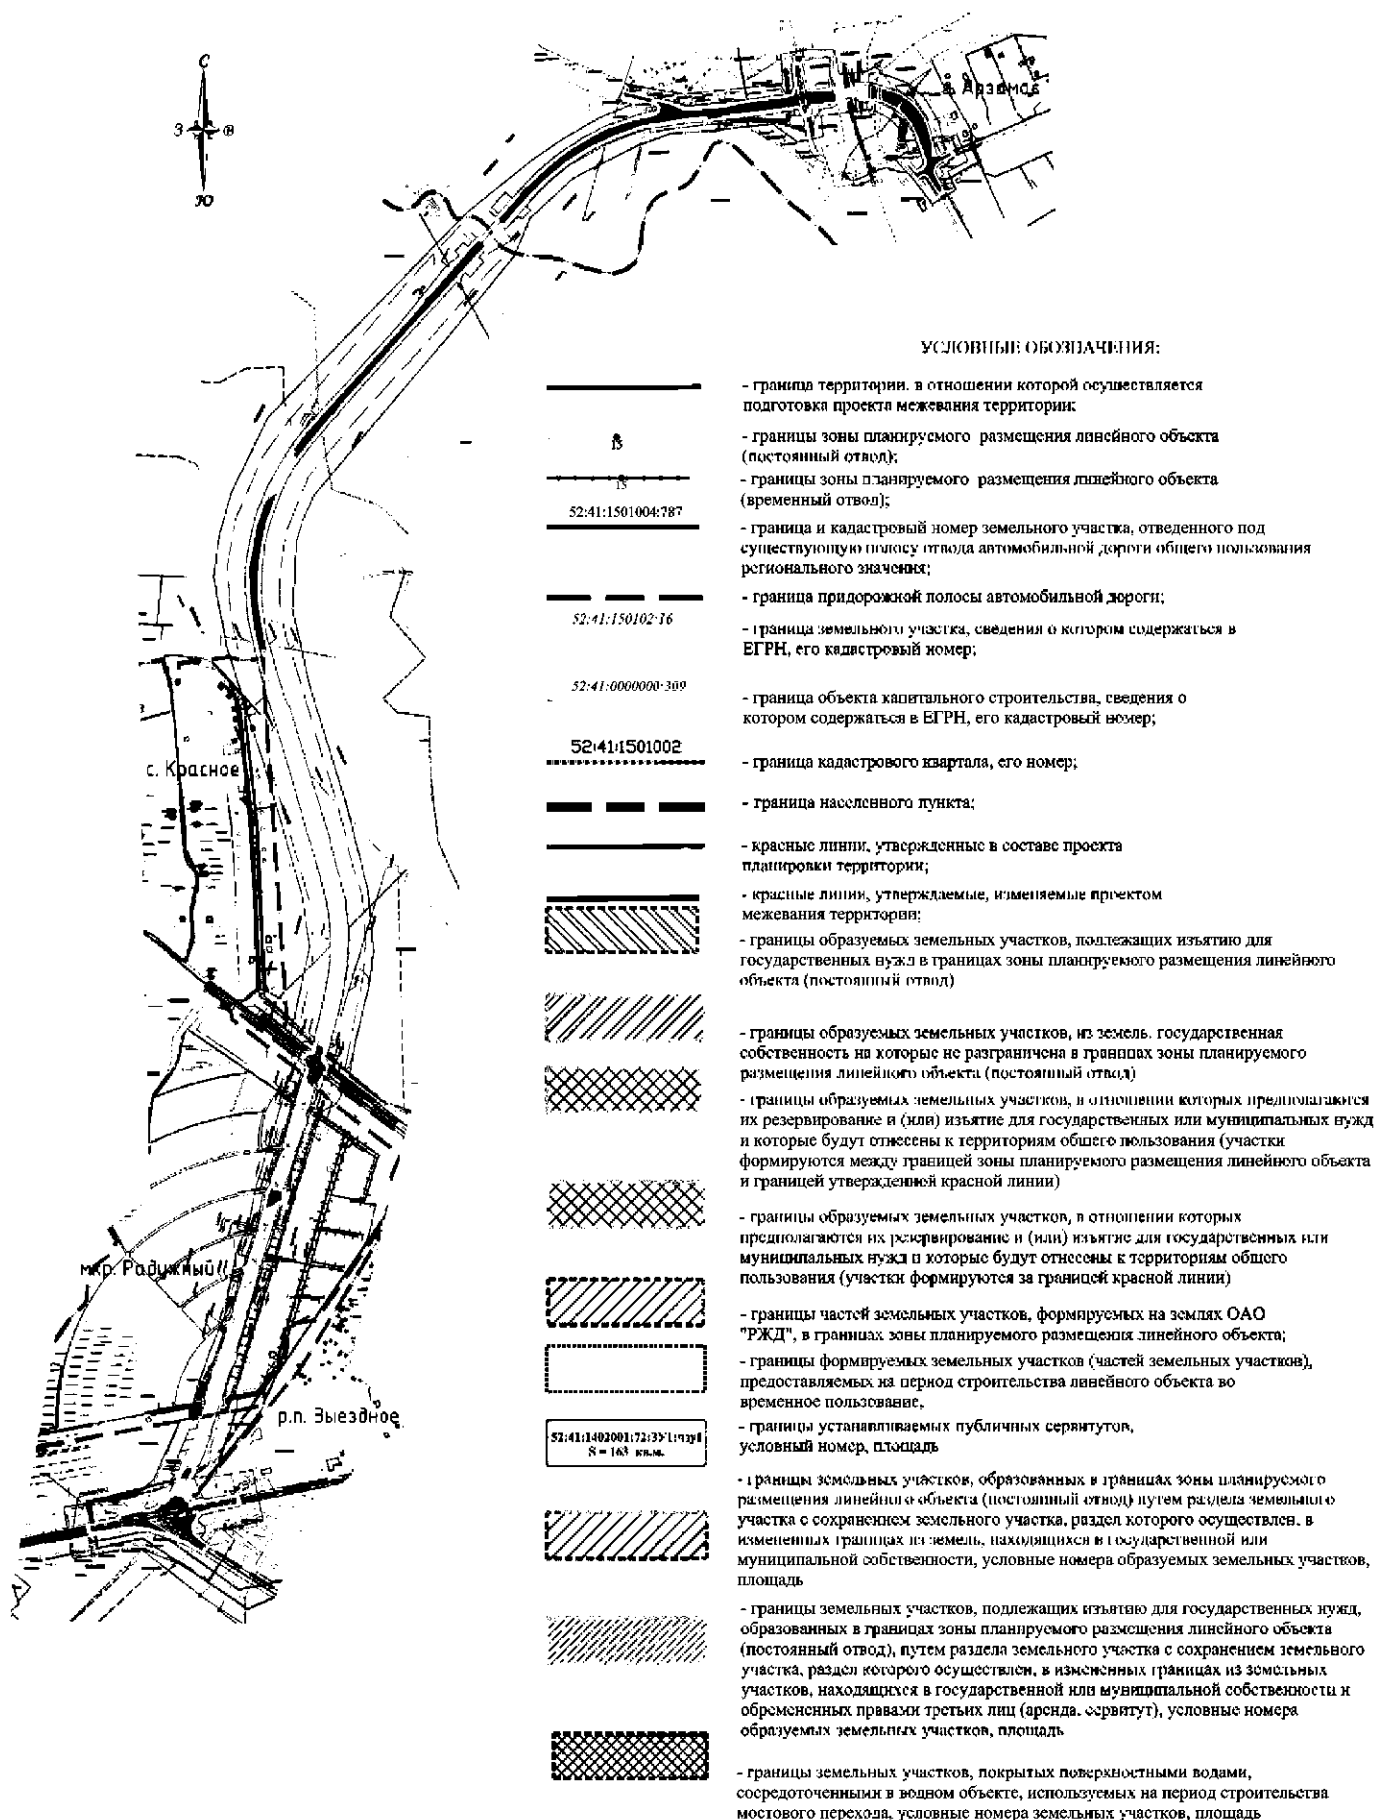 С
З
В
Ю
г. Арзамас
с. Красное
мкр. Радужный
р.п. Выездное
УСЛОВНЫЕ ОБОЗНАЧЕНИЯ:
- граница территории, в отношении которой осуществляется
подготовка проекта межевания территории;
15
- границы зоны планируемого размещения линейного объекта
(постоянный отвод);
15
- границы зоны планируемого размещения линейного объекта
(временный отвод);
52:41:1501004:787
- граница и кадастровый номер земельного участка, отведенного под
существующую полосу отвода автомобильной дороги общего пользования
регионального значения;
- граница придорожной полосы автомобильной дороги;
52:41:150102:16
- граница земельного участка, сведения о котором содержаться в
ЕГРН, его кадастровый номер;
52:41:0000000:309
- граница объекта капитального строительства, сведения о
котором содержаться в ЕГРН, его кадастровый номер;
52:41:1501002
- граница кадастрового квартала, его номер;
- граница населенного пункта;
- красные линии, утвержденные в составе проекта
планировки территории;
- красные линии, утверждаемые, изменяемые проектом
межевания территории;
- границы образуемых земельных участков, подлежащих изъятию для
государственных нужд в границах зоны планируемого размещения линейного
объекта (постоянный отвод)
- границы образуемых земельных участков, из земель, государственная
собственность на которые не разграничена в границах зоны планируемого
размещения линейного объекта (постоянный отвод)
- границы образуемых земельных участков, в отношении которых предполагаются
их резервирование и (или) изъятие для государственных или муниципальных нужд
и которые будут отнесены к территориям общего пользования (участки
формируются между границей зоны планируемого размещения линейного объекта
и границей утвержденной красной линии)
- границы образуемых земельных участков, в отношении которых
предполагаются их резервирование и (или) изъятие для государственных или
муниципальных нужд и которые будут отнесены к территориям общего
пользования (участки формируются за границей красной линии)
- границы частей земельных участков, формируемых на землях ОАО
"РЖД", в границах зоны планируемого размещения линейного объекта;
- границы формируемых земельных участков (частей земельных участков),
предоставляемых на период строительства линейного объекта во
временное пользование,
52:41:1402001:72:ЗУ1:чзу1
S = 163 кв.м.
- границы устанавливаемых публичных сервитутов,
условный номер, площадь
- границы земельных участков, образованных в границах зоны планируемого
размещения линейного объекта (постоянный отвод) путем раздела земельного
участка с сохранением земельного участка, раздел которого осуществлен, в
измененных границах из земель, находящихся в государственной или
муниципальной собственности, условные номера образуемых земельных участков,
площадь
- границы земельных участков, подлежащих изъятию для государственных нужд,
образованных в границах зоны планируемого размещения линейного объекта
(постоянный отвод), путем раздела земельного участка с сохранением земельного
участка, раздел которого осуществлен, в измененных границах из земельных
участков, находящихся в государственной или муниципальной собственности и
обремененных правами третьих лиц (аренда, сервитут), условные номера
образуемых земельных участков, площадь
- границы земельных участков, покрытых поверхностными водами,
сосредоточенными в водном объекте, используемых на период строительства
мостового перехода, условные номера земельных участков, площадь